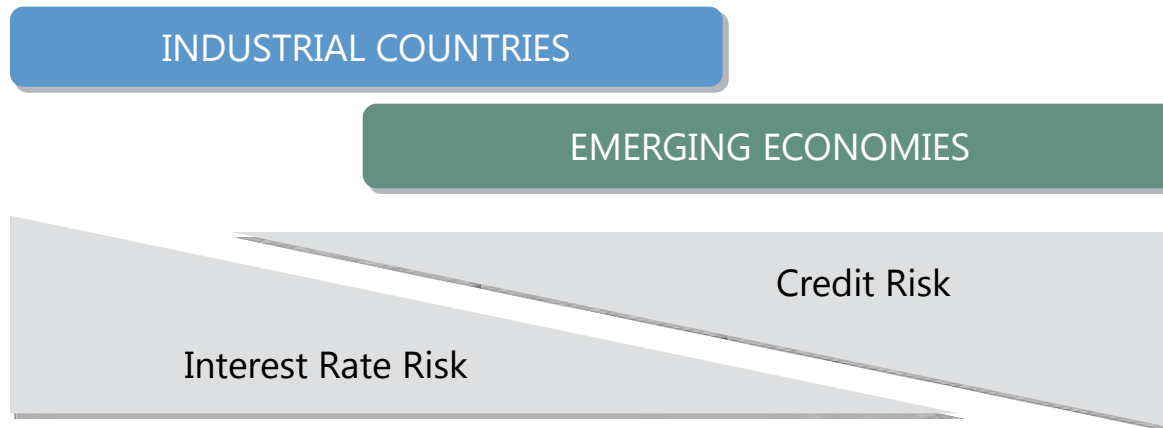 INDUSTRIAL COUNTRIES
EMERGING ECONOMIES
Credit Risk
Interest Rate Risk